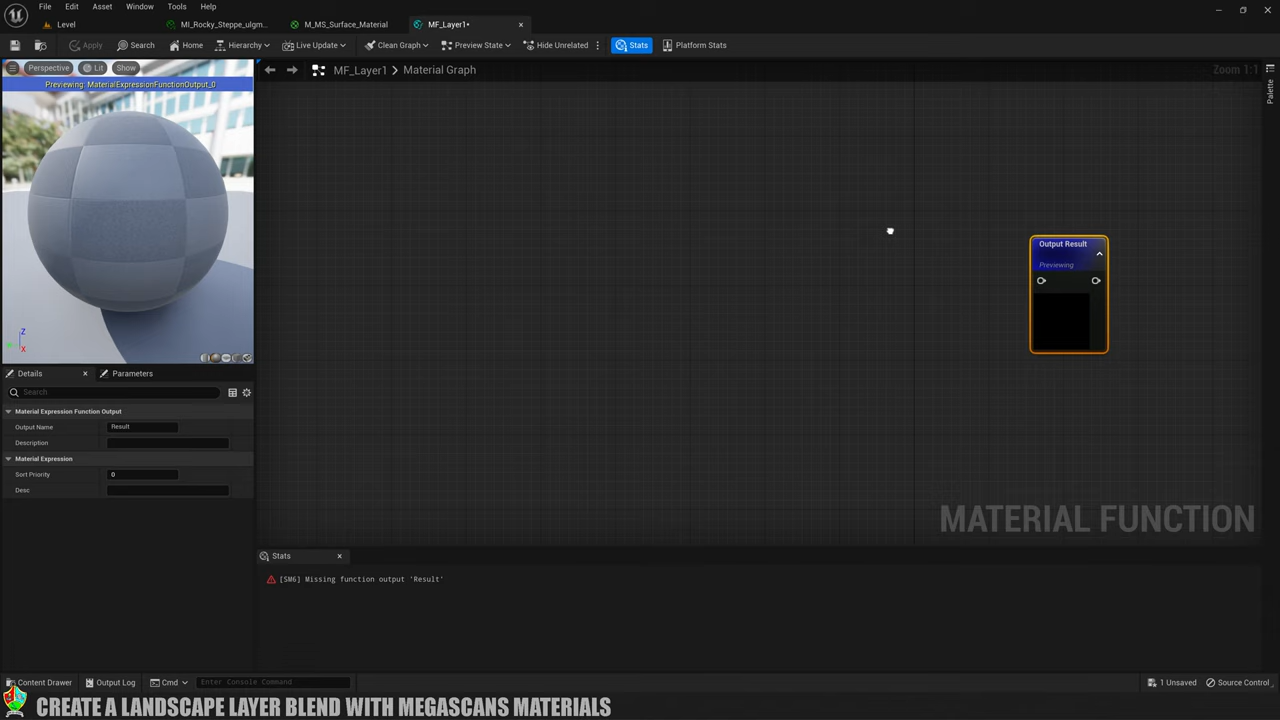 File Edit Window Tools Help
Level MI_Rocky_Steppe_ulgm... M_MS_Surface_Material MF_Layer1•
Apply Search Home Hierarchy Live Update Clean Graph Preview State Hide Unrelated Stats Platform Stats
Perspective Lit Show
MF_Layer1 > Material Graph
Zoom 1:1
Palette
Previewing: MaterialExpressionFunctionOutput_0
Output Result
Previewing
Z
X
Details Parameters
Search
Material Expression Function Output
Output Name Result
Description
Material Expression
Sort Priority 0
Desc
MATERIAL FUNCTION
Stats
[SM6] Missing function output 'Result'
Content Drawer Output Log Cmd Enter Console Command 1 Unsaved Source Control
CREATE A LANDSCAPE LAYER BLEND WITH MEGASCANS MATERIALS